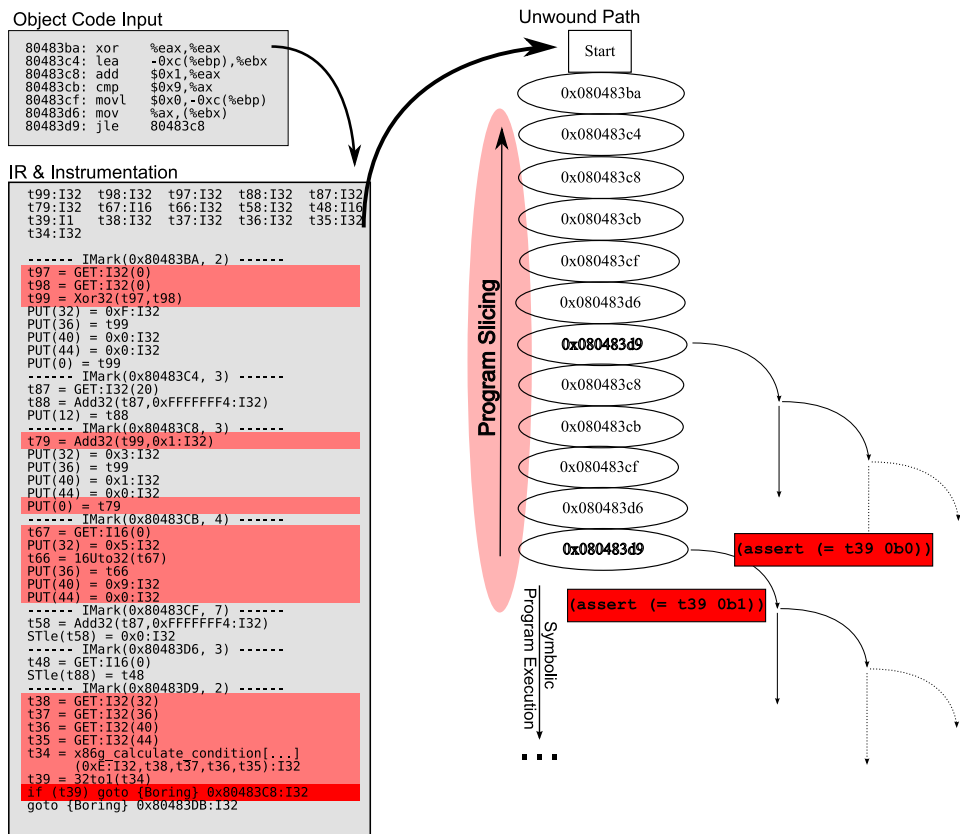 Object Code Input
80483ba: xor %eax,%eax
80483c4: lea -0xc(%ebp),%ebx
80483c8: add $0x1,%eax
80483cb: cmp $0x9,%ax
80483cf: movl $0x0,-0xc(%ebp)
80483d6: mov %ax,(%ebx)
80483d9: jle 80483c8
IR & Instrumentation
t99:I32 t98:I32 t97:I32 t88:I32 t87:I32
t79:I32 t67:I16 t66:I32 t58:I32 t48:I16
t39:I1 t38:I32 t37:I32 t36:I32 t35:I32
t34:I32
------ IMark(0x80483BA, 2) ------
t97 = GET:I32(0)
t98 = GET:I32(0)
t99 = Xor32(t97,t98)
PUT(32) = 0xF:I32
PUT(36) = t99
PUT(40) = 0x0:I32
PUT(44) = 0x0:I32
PUT(0) = t99
------ IMark(0x80483C4, 3) ------
t87 = GET:I32(20)
t88 = Add32(t87,0xFFFFFFF4:I32)
PUT(12) = t88
------ IMark(0x80483C8, 3) ------
t79 = Add32(t99,0x1:I32)
PUT(32) = 0x3:I32
PUT(36) = t99
PUT(40) = 0x1:I32
PUT(44) = 0x0:I32
PUT(0) = t79
------ IMark(0x80483CB, 4) ------
t67 = GET:I16(0)
PUT(32) = 0x5:I32
t66 = 16Uto32(t67)
PUT(36) = t66
PUT(40) = 0x9:I32
PUT(44) = 0x0:I32
------ IMark(0x80483CF, 7) ------
t58 = Add32(t87,0xFFFFFFF4:I32)
STle(t58) = 0x0:I32
------ IMark(0x80483D6, 3) ------
t48 = GET:I16(0)
STle(t88) = t48
------ IMark(0x80483D9, 2) ------
t38 = GET:I32(32)
t37 = GET:I32(36)
t36 = GET:I32(40)
t35 = GET:I32(44)
t34 = x86g_calculate_condition[...]
(0xE:I32,t38,t37,t36,t35):I32
t39 = 32to1(t34)
if (t39) goto {Boring} 0x80483C8:I32
goto {Boring} 0x80483DB:I32
Unwound Path
Start
0x080483ba
0x080483c4
0x080483c8
0x080483cb
0x080483cf
0x080483d6
0x080483d9
0x080483c8
0x080483cb
0x080483cf
0x080483d6
0x080483d9
Program Slicing
(assert (= t39 0b0))
(assert (= t39 0b1))
Symbolic
Program Execution
...